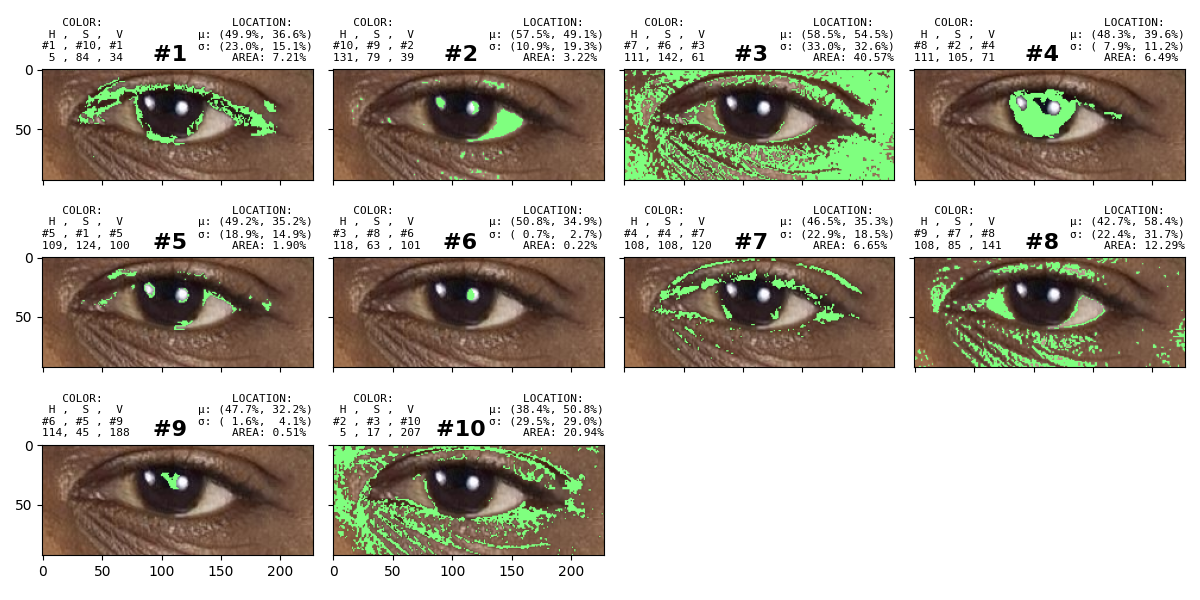 COLOR: LOCATION:
H , S , V μ: (49.9%, 36.6%)
#1 , #10, #1 σ: (23.0%, 15.1%)
5 , 84 , 34 #1 AREA: 7.21%
COLOR: LOCATION:
H , S , V μ: (57.5%, 49.1%)
#10, #9 , #2 σ: (10.9%, 19.3%)
131, 79 , 39 #2 AREA: 3.22%
COLOR: LOCATION:
H , S , V μ: (58.5%, 54.5%)
#7 , #6 , #3 σ: (33.0%, 32.6%)
111, 142, 61 #3 AREA: 40.57%
COLOR: LOCATION:
H , S , V μ: (48.3%, 39.6%)
#8 , #2 , #4 σ: ( 7.9%, 11.2%)
111, 105, 71 #4 AREA: 6.49%
0
50
COLOR: LOCATION:
H , S , V μ: (49.2%, 35.2%)
#5 , #1 , #5 σ: (18.9%, 14.9%)
109, 124, 100 #5 AREA: 1.90%
COLOR: LOCATION:
H , S , V μ: (50.8%, 34.9%)
#3 , #8 , #6 σ: ( 0.7%, 2.7%)
118, 63 , 101 #6 AREA: 0.22%
COLOR: LOCATION:
H , S , V μ: (46.5%, 35.3%)
#4 , #4 , #7 σ: (22.9%, 18.5%)
108, 108, 120 #7 AREA: 6.65%
COLOR: LOCATION:
H , S , V μ: (42.7%, 58.4%)
#9 , #7 , #8 σ: (22.4%, 31.7%)
108, 85 , 141 #8 AREA: 12.29%
0
50
COLOR: LOCATION:
H , S , V μ: (47.7%, 32.2%)
#6 , #5 , #9 σ: ( 1.6%, 4.1%)
114, 45 , 188 #9 AREA: 0.51%
COLOR: LOCATION:
H , S , V μ: (38.4%, 50.8%)
#2 , #3 , #10 σ: (29.5%, 29.0%)
5 , 17 , 207 #10 AREA: 20.94%
0
50
0 50 100 150 200
0 50 100 150 200